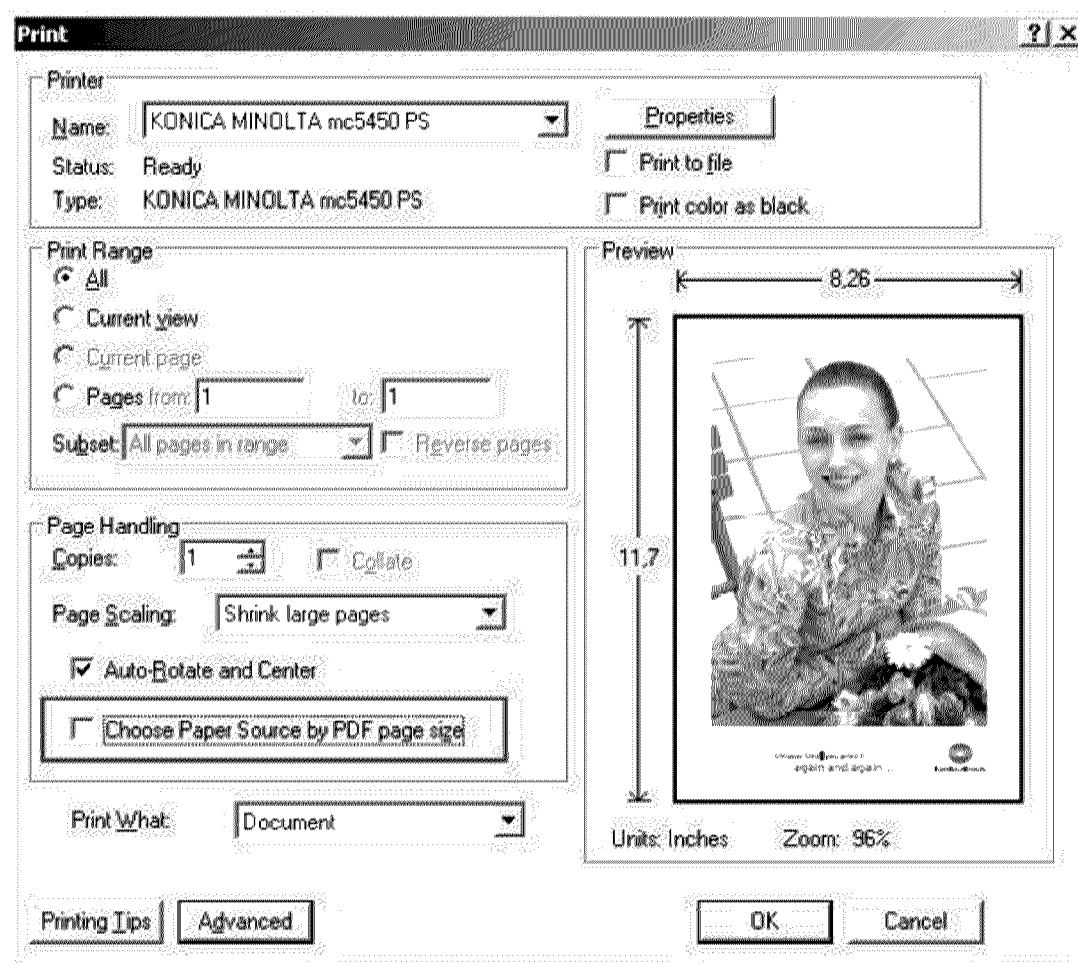 Print
Printer
Name: KONICA MINOLTA mc5450 PS
Properties
Status: Ready
Print to file
Type: KONICA MINOLTA mc5450 PS
Print color as black
Print Range
All
Current view
Current page
Pages from: 1 to: 1
Subset: All pages in range
Reverse pages
Page Handling
Copies: 1
Collate
Page Scaling: Shrink large pages
Auto-Rotate and Center
Choose Paper Source by PDF page size
Print What: Document
Preview
8,26
11,7
again and again
Units: Inches Zoom: 96%
Printing Tips
Advanced
OK
Cancel